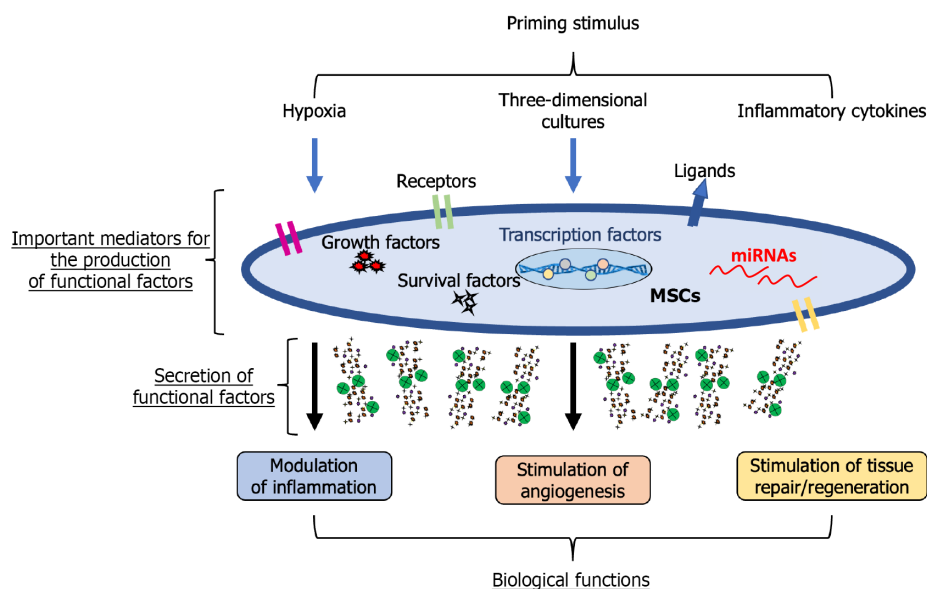 Priming stimulus
Hypoxia
Three-dimensional
cultures
Inflammatory cytokines
Receptors
Ligands
Important mediators for
the production
of functional factors
Growth factors
Transcription factors
Survival factors
miRNAs
MSCs
Secretion of
functional factors
Modulation
of inflammation
Stimulation of
angiogenesis
Stimulation of tissue
repair/regeneration
Biological functions